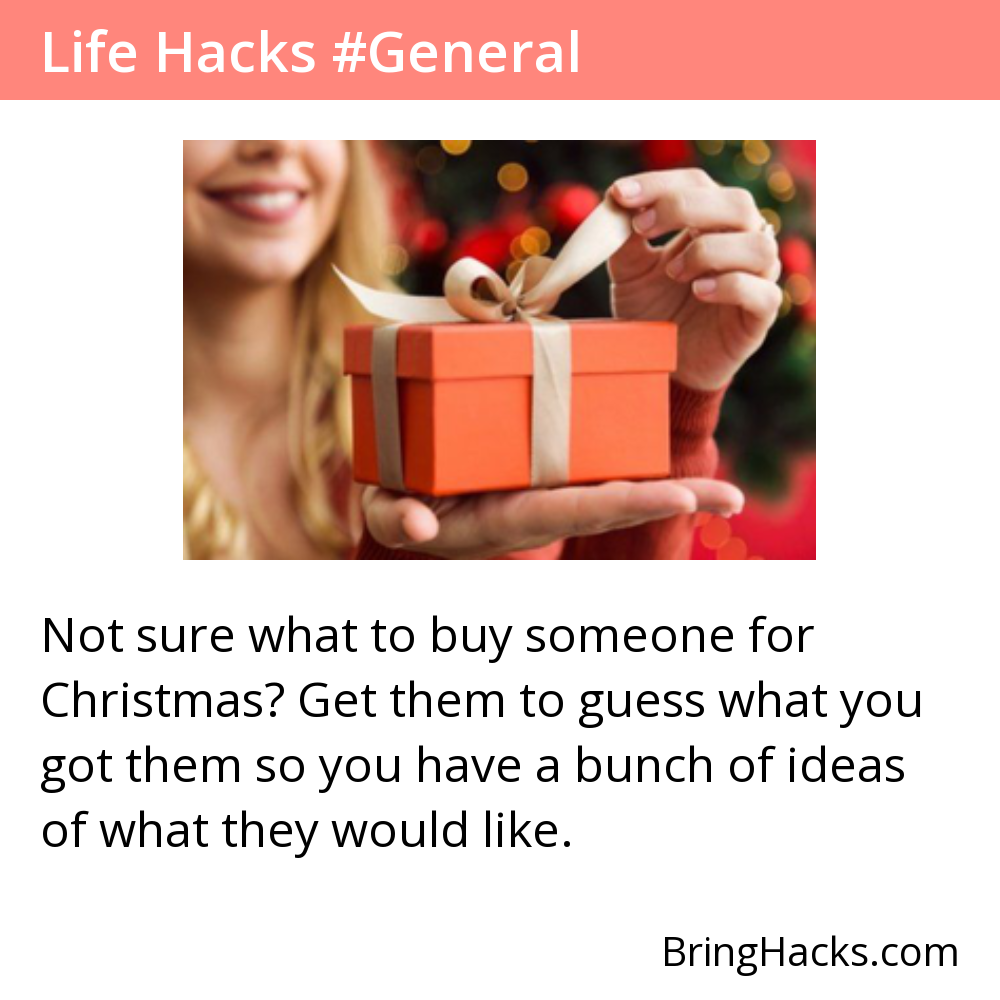 Life Hacks #General
Not sure what to buy someone for
Christmas? Get them to guess what you
got them so you have a bunch of ideas
of what they would like.
BringHacks.com